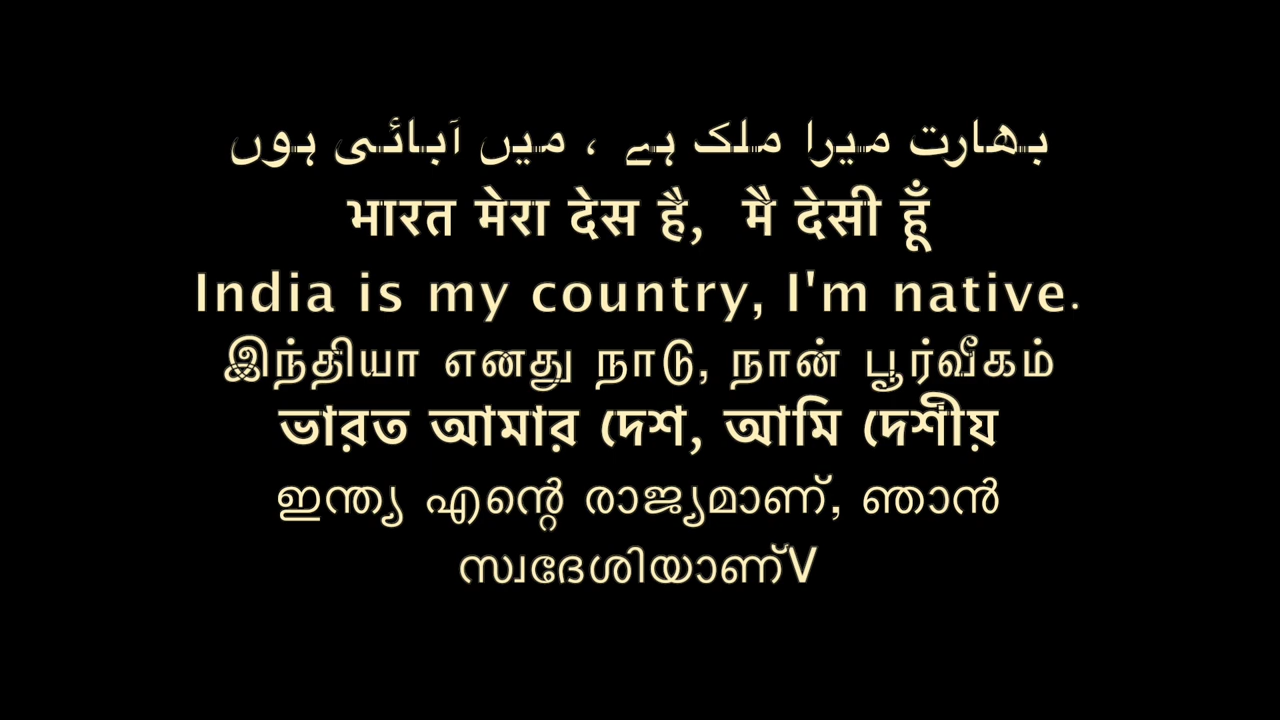 بھارت میرا ملک ہے ، میں آبائی ہوں
भारत मेरा देस है, मै देसी हूँ
India is my country, I'm native.
இந்தியா எனது நாடு, நான் பூர்வீகம்
ভারত আমার দেশ, আমি দেশীয়
ഇന്ത്യ എന്റെ രാജ്യമാണ്, ഞാൻ
സ്വദേശിയാണ്V